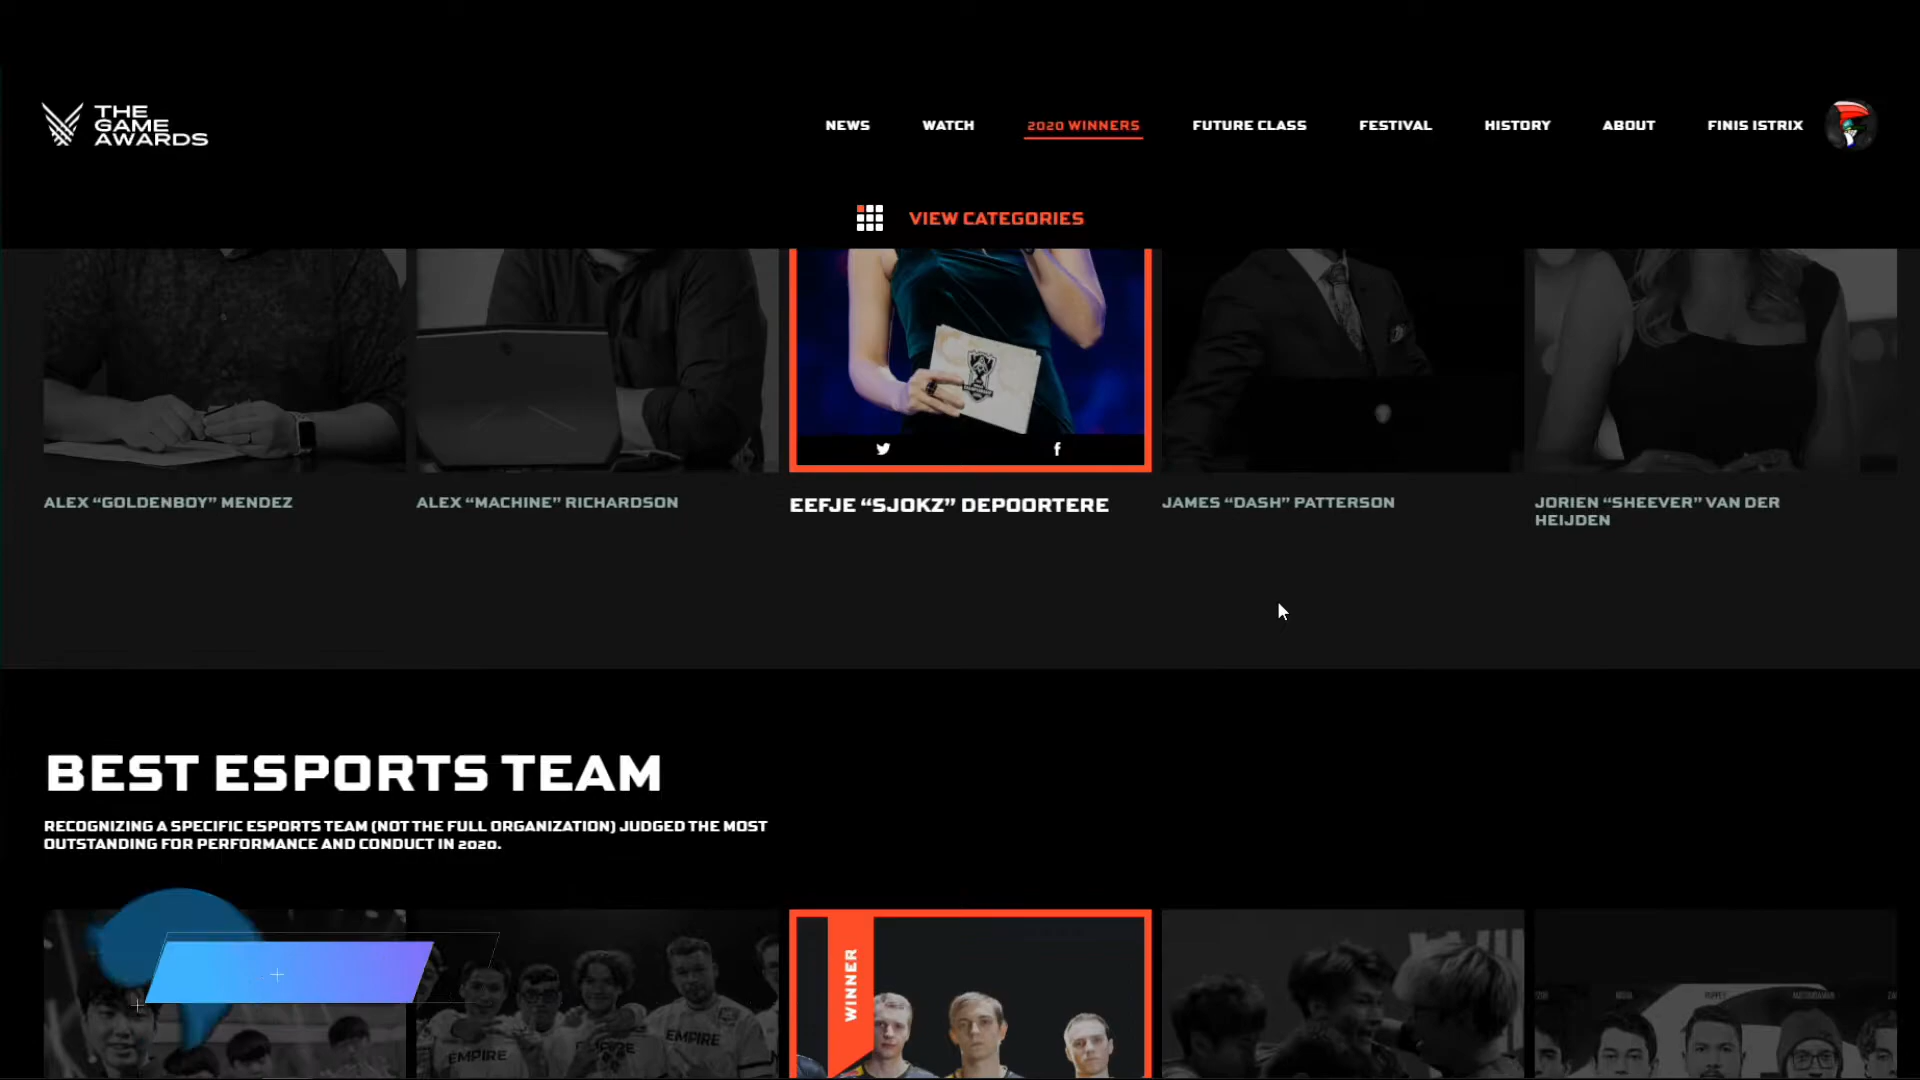 THE
GAME
AWARDS
NEWS
WATCH
2020 WINNERS
FUTURE CLASS
FESTIVAL
HISTORY
ABOUT
FINIS ISTRIX
VIEW CATEGORIES
ALEX “GOLDENBOY” MENDEZ
ALEX “MACHINE” RICHARDSON
EEFJE “SJOKZ” DEPOORTERE
JAMES “DASH” PATTERSON
JORIEN “SHEEVER” VAN DER
HEIJDEN
BEST ESPORTS TEAM
RECOGNIZING A SPECIFIC ESPORTS TEAM (NOT THE FULL ORGANIZATION) JUDGED THE MOST
OUTSTANDING FOR PERFORMANCE AND CONDUCT IN 2020.
WINNER
EMPIRE
EMPIRE
EMPIRE